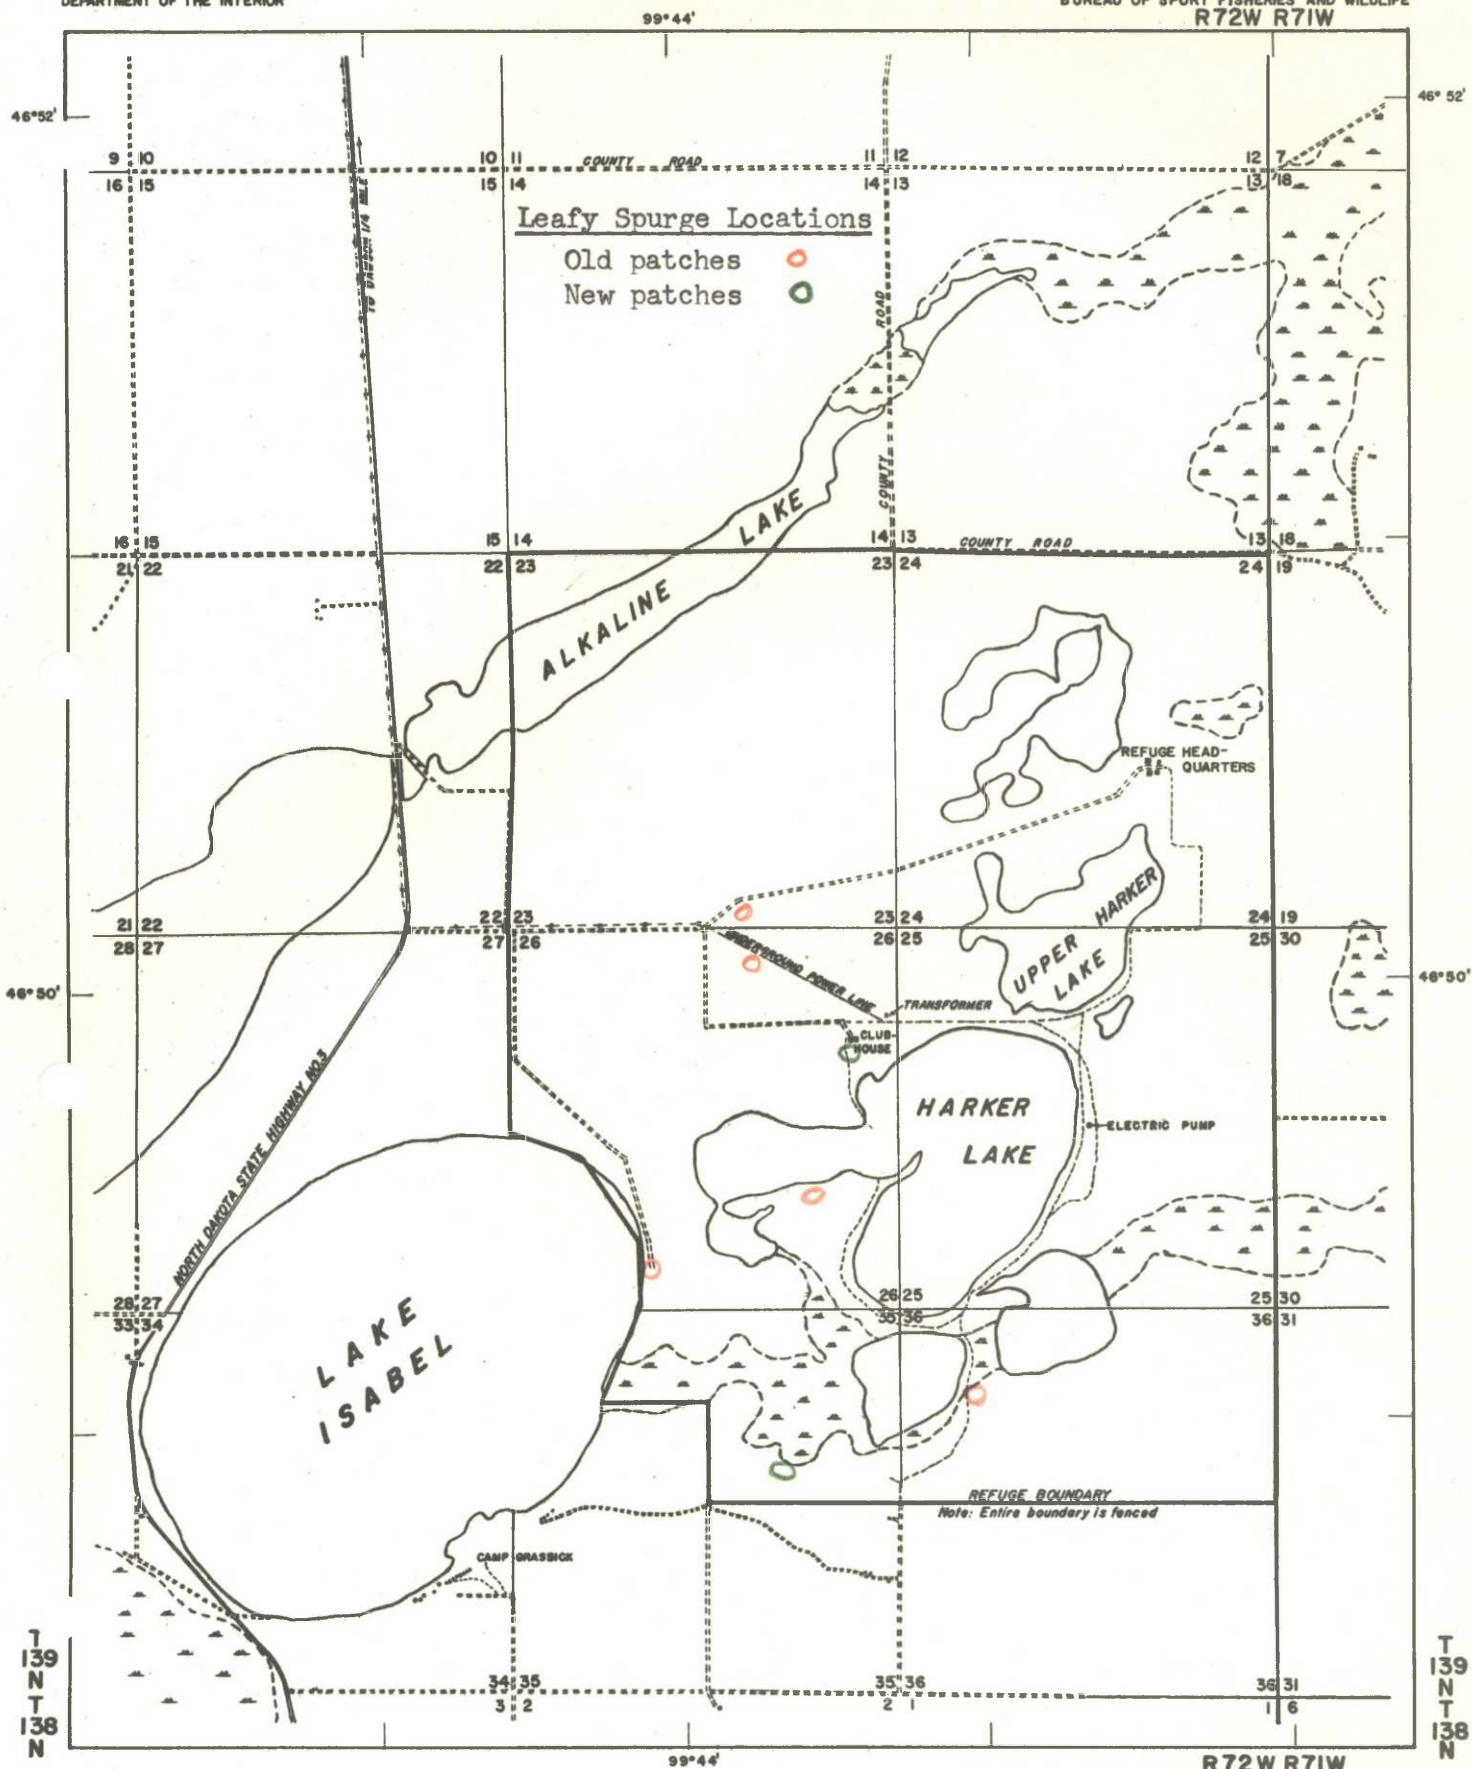 DEPARTMENT OF THE INTERIOR
BUREAU OF SPORT FISHERIES AND WILDLIFE
99°44'
R72W R71W
46°52'
46° 52'
9 10
10 11
COUNTY ROAD
11 12
12 7
16 15
15 14
14 13
13 18
Leafy Spurge Locations
Old patches
New patches
COUNTY ROAD
LAKE
ALKALINE
16 15
15 14
14 13
COUNTY ROAD
13 18
21 22
22 23
23 24
24 19
REFUGE HEAD-
QUARTERS
21 22
22 23
23 24
24 19
28 27
27 26
26 25
25 30
UPPER HARKER
LAKE
UNDERGROUND POWER LINE
TRANSFORMER
46°50'
46°50'
CLUB-
HOUSE
HARKER
LAKE
ELECTRIC PUMP
NORTH DAKOTA STATE HIGHWAY NO.3
28 27
26 25
25 30
33 34
35 36
36 31
LAKE
ISABEL
REFUGE BOUNDARY
Note: Entire boundary is fenced
CAMP GRASSICK
T
139
N
T
138
N
T
139
N
T
138
N
34 35
35 36
36 31
3 2
2 1
1 6
99°44'
R72W R71W